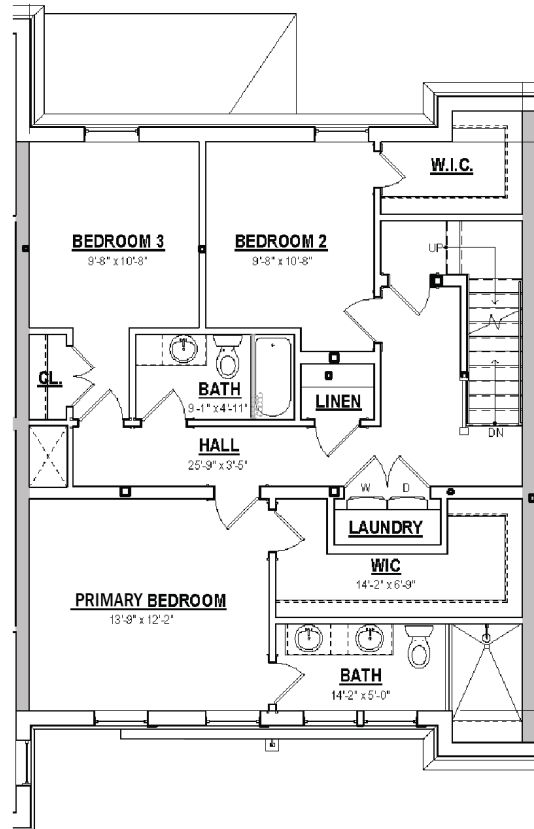 W.I.C.
BEDROOM 3
9'-8" x 10'-8"
BEDROOM 2
9'-8" x 10'-8"
UP
CL.
BATH
9'-1" x 4'-11"
LINEN
DN
HALL
25'-9" x 3'-5"
W D
LAUNDRY
WIC
14'-2" x 6'-9"
PRIMARY BEDROOM
13'-9" x 12'-2"
BATH
14'-2" x 5'-0"